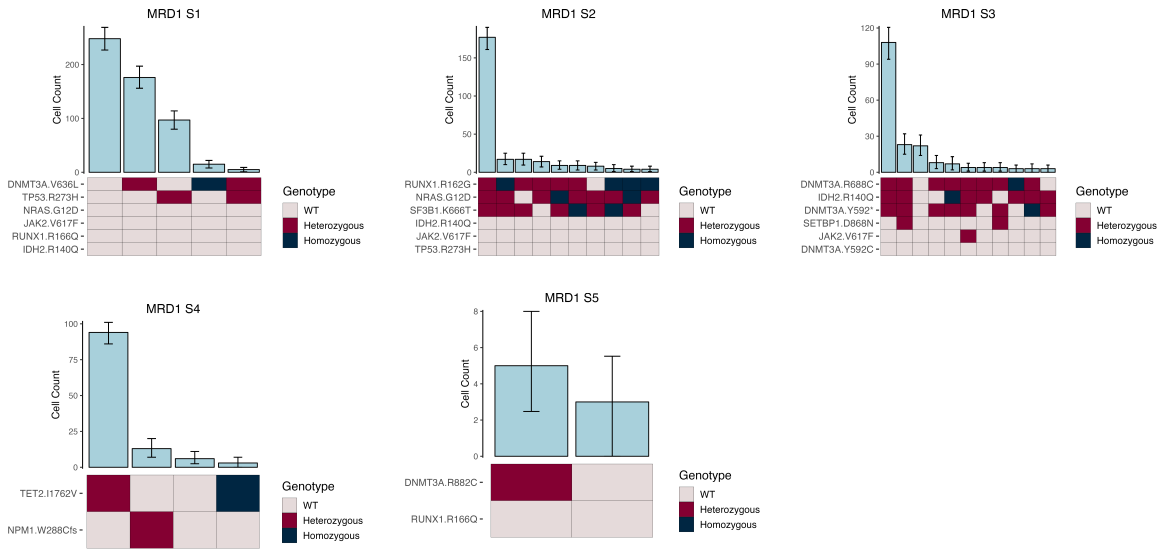 MRD1 S1
Cell Count
200
100
0
DNMT3A.V636L
TP53.R273H
NRAS.G12D
JAK2.V617F
RUNX1.R166Q
IDH2.R140Q
Genotype
WT
Heterozygous
Homozygous
MRD1 S2
Cell Count
150
100
50
0
RUNX1.R162G
NRAS.G12D
SF3B1.K666T
IDH2.R140Q
JAK2.V617F
TP53.R273H
Genotype
WT
Heterozygous
Homozygous
MRD1 S3
Cell Count
120
90
60
30
0
DNMT3A.R688C
IDH2.R140Q
DNMT3A.Y592*
SETBP1.D868N
JAK2.V617F
DNMT3A.Y592C
Genotype
WT
Heterozygous
Homozygous
MRD1 S4
Cell Count
100
75
50
25
0
TET2.I1762V
NPM1.W288Cfs
Genotype
WT
Heterozygous
Homozygous
MRD1 S5
Cell Count
8
6
4
2
0
DNMT3A.R882C
RUNX1.R166Q
Genotype
WT
Heterozygous
Homozygous